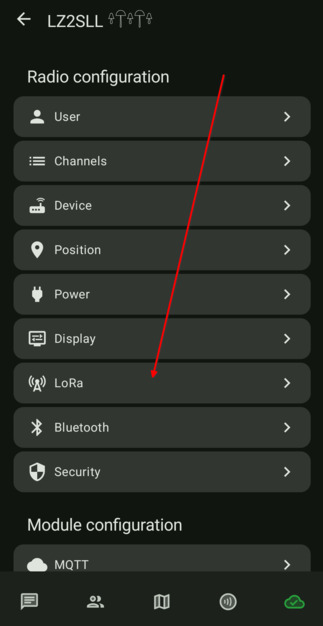 LZ2SLL
Radio configuration
User
Channels
Device
Position
Power
Display
LoRa
Bluetooth
Security
Module configuration
MQTT